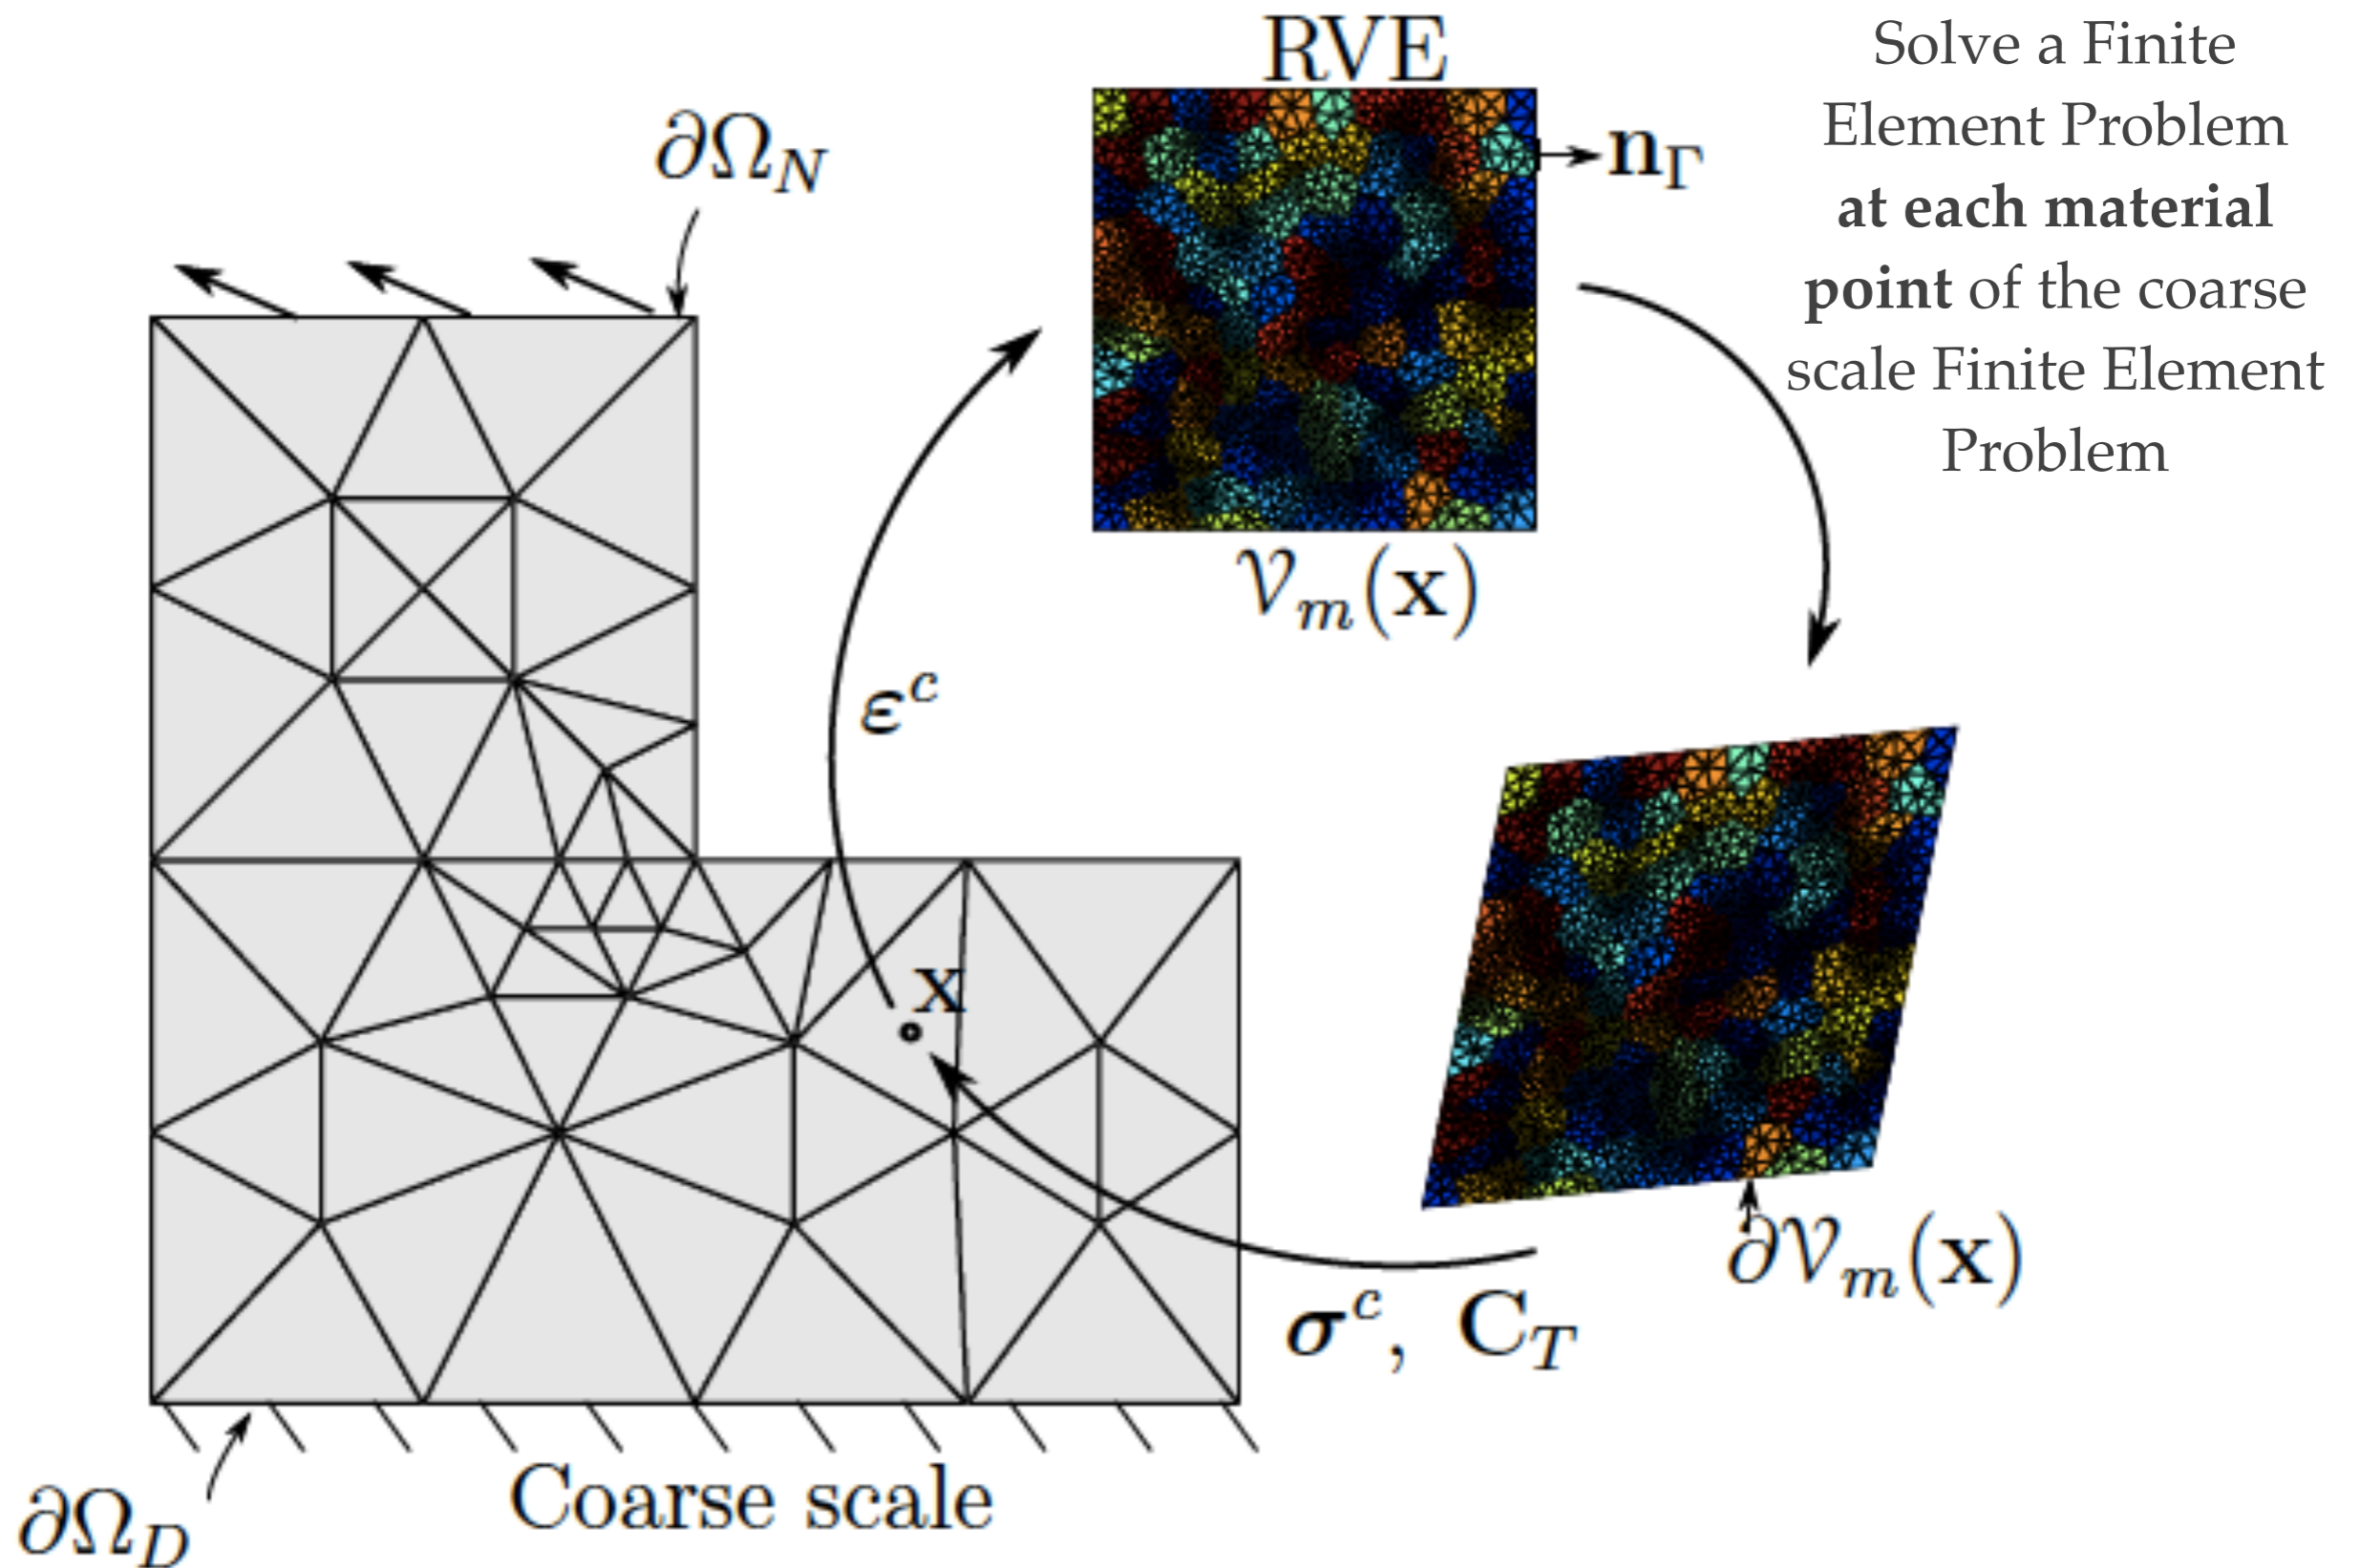 RVE
Solve a Finite
Element Problem
at each material
point of the coarse
scale Finite Element
Problem
∂Ω_N
n_Γ
𝒱_m(x)
ε^c
x
∂𝒱_m(x)
σ^c, C_T
Coarse scale
∂Ω_D